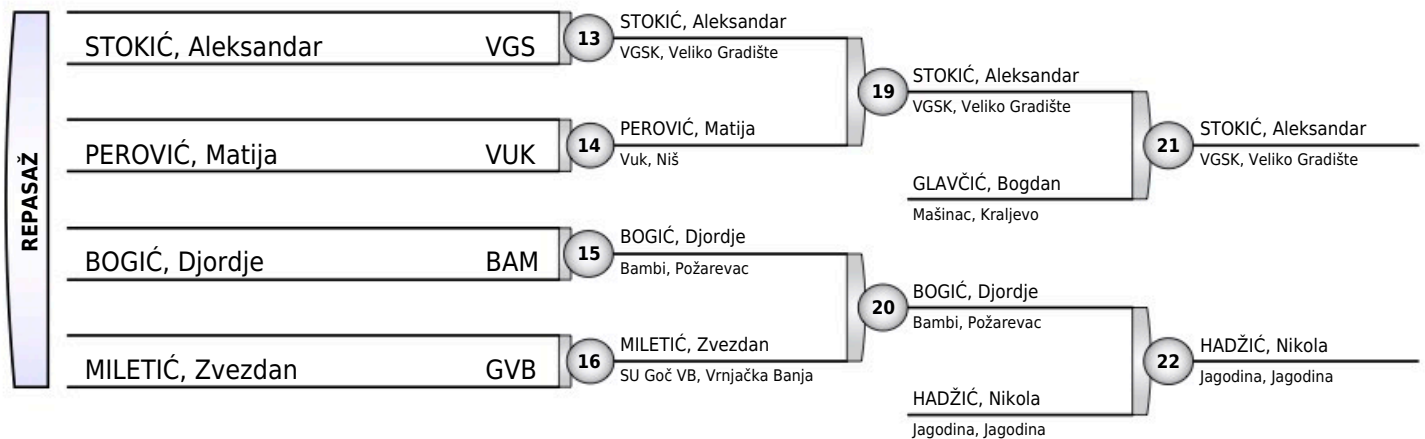 REPASAŽ
STOKIĆ, Aleksandar VGS
PEROVIĆ, Matija VUK
BOGIĆ, Djordje BAM
MILETIĆ, Zvezdan GVB
13
STOKIĆ, Aleksandar
VGSK, Veliko Gradište
14
PEROVIĆ, Matija
Vuk, Niš
15
BOGIĆ, Djordje
Bambi, Požarevac
16
MILETIĆ, Zvezdan
SU Goč VB, Vrnjačka Banja
19
STOKIĆ, Aleksandar
VGSK, Veliko Gradište
GLAVČIĆ, Bogdan
Mašinac, Kraljevo
20
BOGIĆ, Djordje
Bambi, Požarevac
HADŽIĆ, Nikola
Jagodina, Jagodina
21
STOKIĆ, Aleksandar
VGSK, Veliko Gradište
22
HADŽIĆ, Nikola
Jagodina, Jagodina